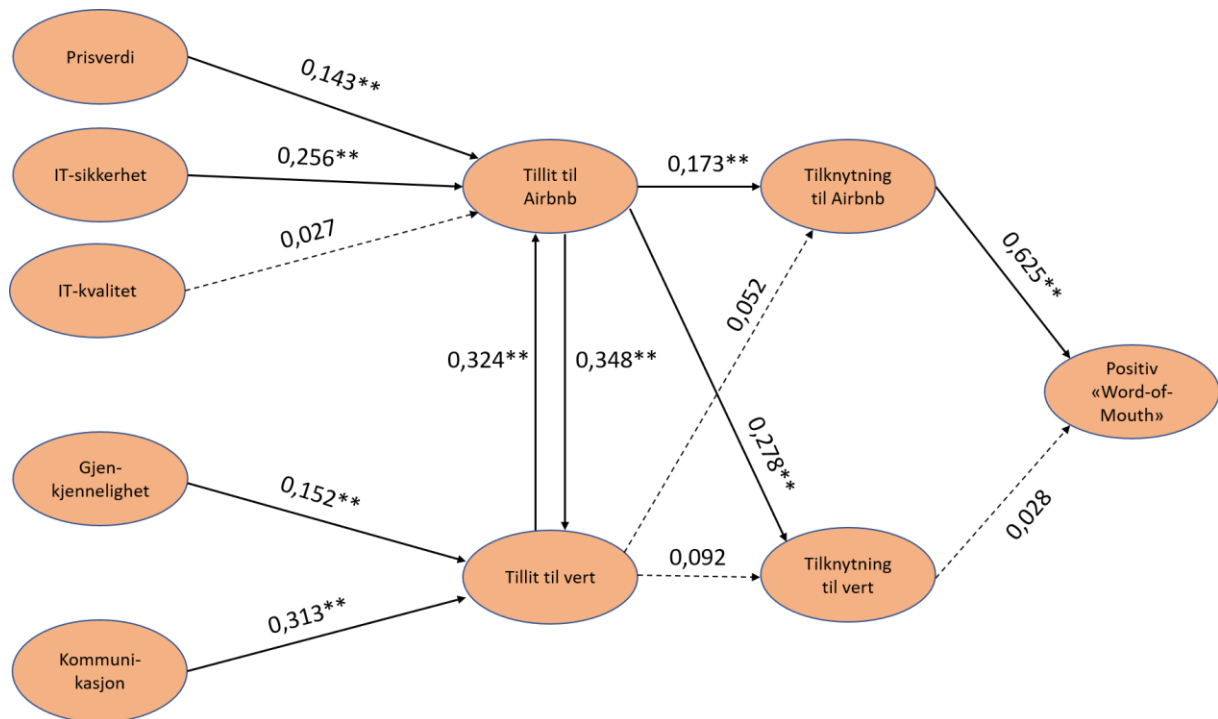 Prisverdi
0,143**
IT-sikkerhet
0,256**
Tillit til
Airbnb
0,173**
Tilknytning
til Airbnb
IT-kvalitet
0,027
0,052
0,625**
0,324**
0,348**
Positiv
«Word-of-
Mouth»
Gjen-
kjennelighet
0,152**
0,278**
0,028
Tillit til vert
0,092
Tilknytning
til vert
0,313**
Kommuni-
kasjon